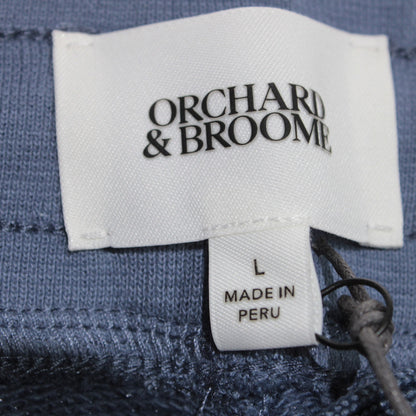 ORCHARD
& BROOME
L
MADE IN
PERU